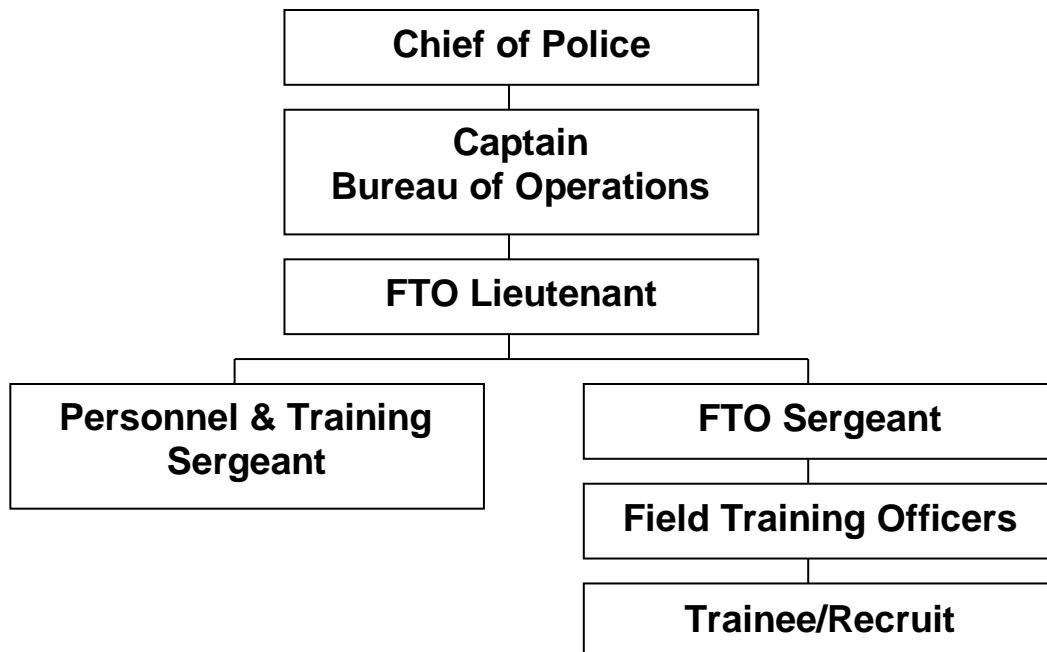 Chief of Police
Captain
Bureau of Operations
FTO Lieutenant
Personnel & Training
Sergeant
FTO Sergeant
Field Training Officers
Trainee/Recruit